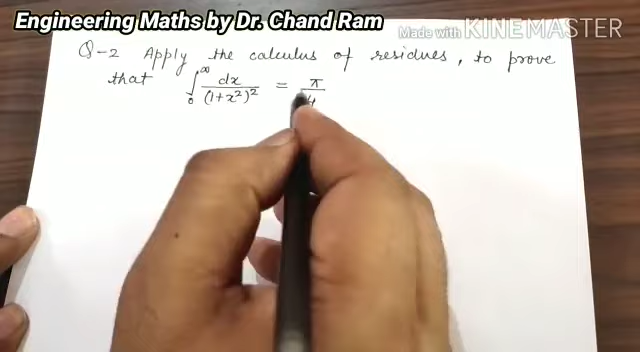 Engineering Maths by Dr. Chand Ram
Made with KINEMASTER
Q-2 Apply the calculus of residues, to prove
that ∫₀^∞ dx/(1+x²)² = π/4